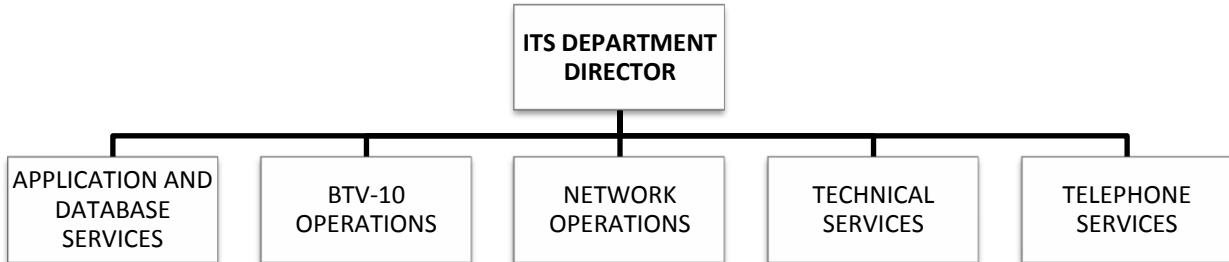 ITS DEPARTMENT
DIRECTOR
APPLICATION AND
DATABASE
SERVICES
BTV-10
OPERATIONS
NETWORK
OPERATIONS
TECHNICAL
SERVICES
TELEPHONE
SERVICES